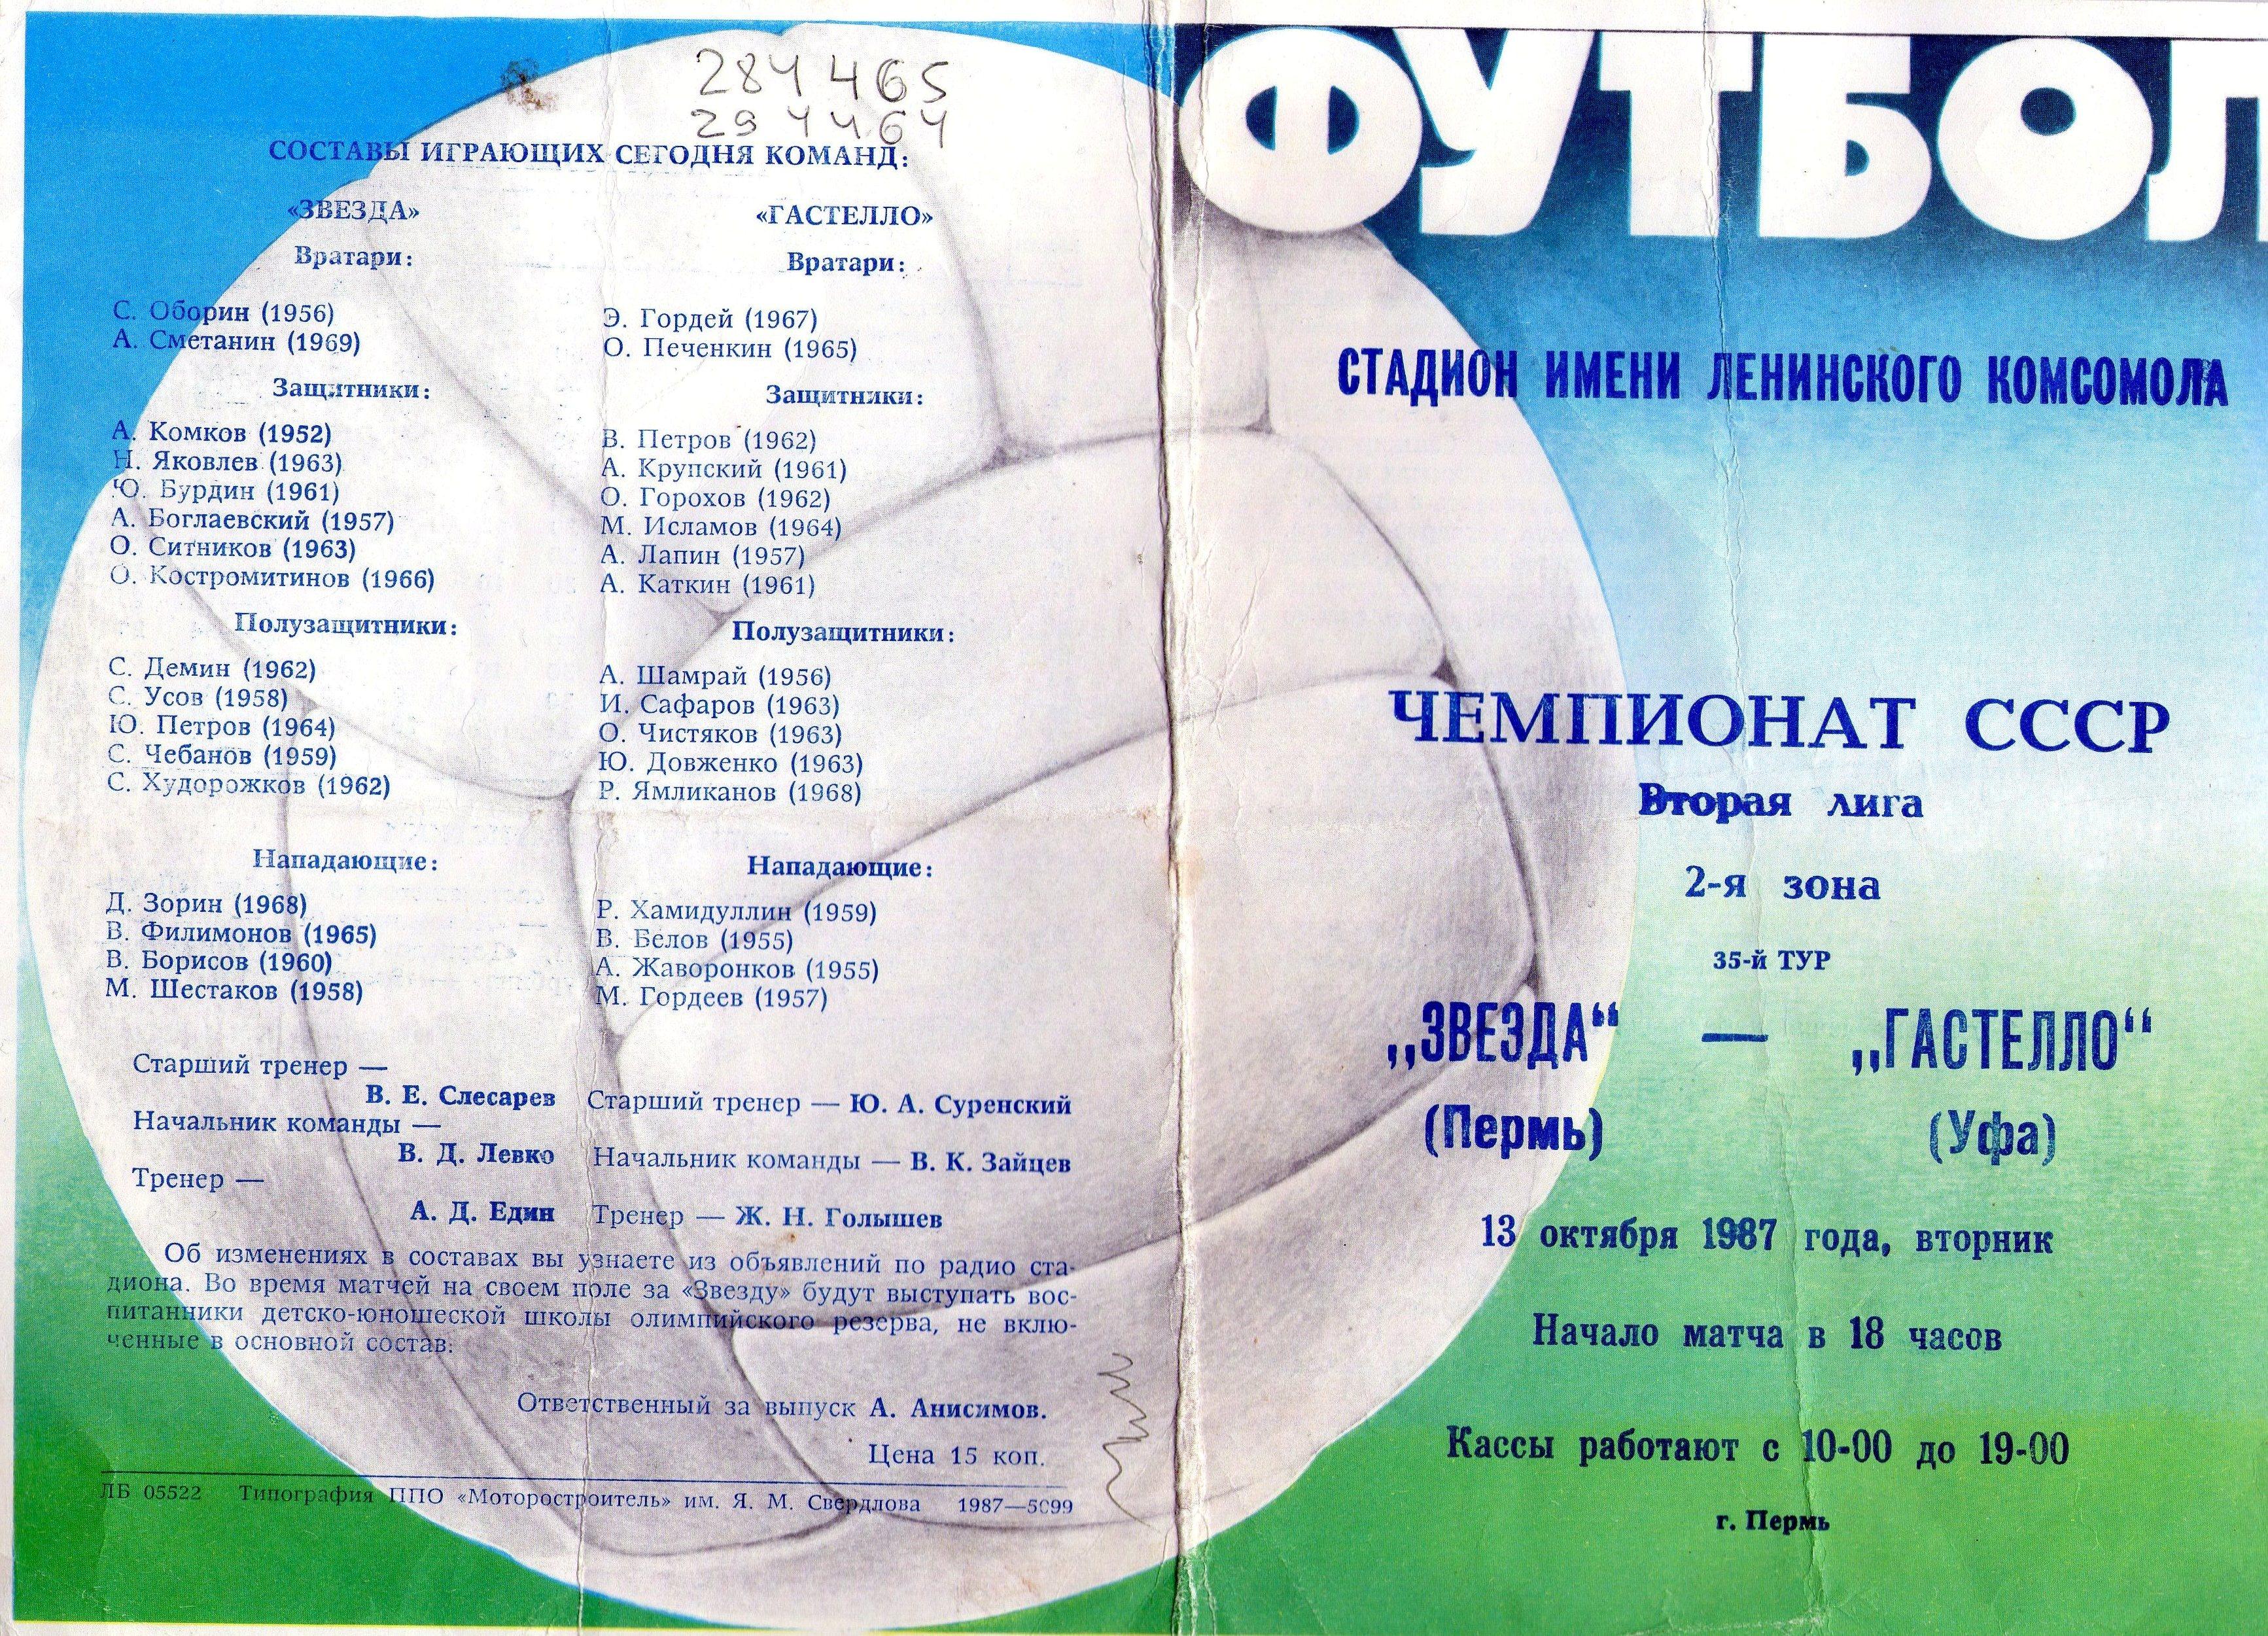 284465
294464
СОСТАВЫ ИГРАЮЩИХ СЕГОДНЯ КОМАНД:
«ЗВЕЗДА»
Вратари:
С. Оборин (1956)
А. Сметанин (1969)
Защитники:
А. Комков (1952)
Н. Яковлев (1963)
Ю. Бурдин (1961)
А. Боглаевский (1957)
О. Ситников (1963)
О. Костромитинов (1966)
Полузащитники:
С. Демин (1962)
С. Усов (1958)
Ю. Петров (1964)
С. Чебанов (1959)
С. Худорожков (1962)
Нападающие:
Д. Зорин (1968)
В. Филимонов (1965)
В. Борисов (1960)
М. Шестаков (1958)
Старший тренер —
В. Е. Слесарев
Начальник команды —
В. Д. Левко
Тренер —
А. Д. Един
«ГАСТЕЛЛО»
Вратари:
Э. Гордей (1967)
О. Печенкин (1965)
Защитники:
В. Петров (1962)
А. Крупский (1961)
О. Горохов (1962)
М. Исламов (1964)
А. Лапин (1957)
А. Каткин (1961)
Полузащитники:
А. Шамрай (1956)
И. Сафаров (1963)
О. Чистяков (1963)
Ю. Довженко (1963)
Р. Ямликанов (1968)
Нападающие:
Р. Хамидуллин (1959)
В. Белов (1955)
А. Жаворонков (1955)
М. Гордеев (1957)
Старший тренер — Ю. А. Суренский
Начальник команды — В. К. Зайцев
Тренер — Ж. Н. Голышев
Об изменениях в составах вы узнаете из объявлений по радио ста-
диона. Во время матчей на своем поле за «Звезду» будут выступать вос-
питанники детско-юношеской школы олимпийского резерва, не вклю-
ченные в основной состав.
Ответственный за выпуск А. Анисимов.
Цена 15 коп.
ЛБ 05522 Типография ППО «Моторостроитель» им. Я. М. Свердлова 1987—5099
ФУТБОЛ
СТАДИОН ИМЕНИ ЛЕНИНСКОГО КОМСОМОЛА
ЧЕМПИОНАТ СССР
Вторая лига
2-я зона
35-й ТУР
„ЗВЕЗДА“ — „ГАСТЕЛЛО“
(Пермь) (Уфа)
13 октября 1987 года, вторник
Начало матча в 18 часов
Кассы работают с 10-00 до 19-00
г. Пермь